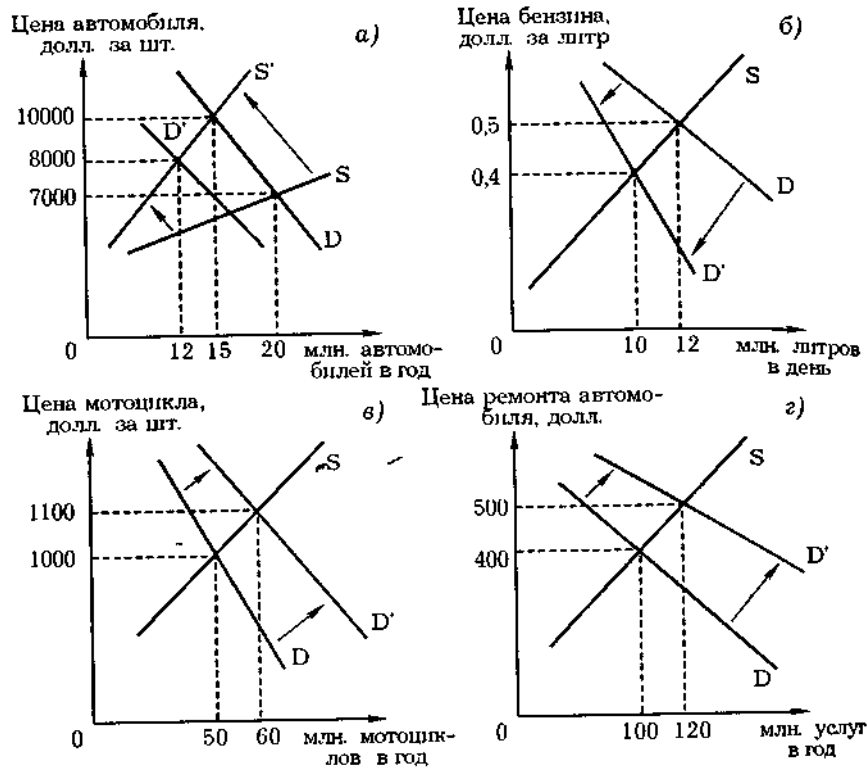 Цена автомобиля,
долл. за шт.
а)
S'
10000
D'
8000
S
7000
D
0
12 15 20
млн. автомо-
билей в год
Цена бензина,
долл. за литр
б)
S
0,5
0,4
D
D'
0
10 12
млн. литров
в день
Цена мотоцикла,
долл. за шт.
в)
S
1100
1000
D
D'
0
50 60
млн. мотоцик-
лов в год
Цена ремонта автомо-
биля, долл.
г)
S
500
400
D'
D
0
100 120
млн. услуг
в год